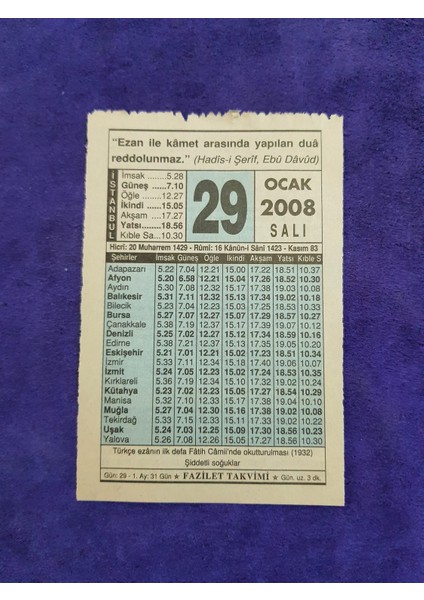 "Ezan ile kâmet arasında yapılan duâ
reddolunmaz." (Hadîs-i Şerîf, Ebû Dâvûd)
İSTANBUL
İmsak ........5.28
Güneş ......7.10
Öğle ........12.27
İkindi .....15.05
Akşam ....17.27
Yatsı.......18.56
Kıble Sa...10.30
29
OCAK
2008
SALI
Hicrî: 20 Muharrem 1429 - Rûmî: 16 Kânûn-i Sâni 1423 - Kasım 83
Şehirler İmsak Güneş Öğle İkindi Akşam Yatsı Kıble S
Adapazarı 5.22 7.04 12.21 15.00 17.22 18.51 10.37
Afyon 5.20 6.58 12.21 15.04 17.26 18.52 10.30
Aydın 5.30 7.08 12.32 15.17 17.38 19.03 10.08
Balıkesir 5.31 7.11 12.32 15.13 17.34 19.02 10.18
Bilecik 5.23 7.04 12.23 15.03 17.24 18.53 10.34
Bursa 5.27 7.07 12.27 15.07 17.29 18.57 10.27
Çanakkale 5.38 7.19 12.37 15.17 17.39 19.07 10.12
Denizli 5.25 7.02 12.27 15.12 17.34 18.59 10.16
Edirne 5.38 7.21 12.37 15.13 17.35 19.05 10.20
Eskişehir 5.21 7.01 12.21 15.02 17.23 18.51 10.34
İzmir 5.33 7.11 12.34 15.18 17.40 19.06 10.07
İzmit 5.24 7.05 12.23 15.02 17.24 18.53 10.35
Kırklareli 5.36 7.19 12.34 15.10 17.32 19.02 10.24
Kütahya 5.23 7.02 12.23 15.05 17.27 18.54 10.29
Manisa 5.32 7.10 12.33 15.17 17.38 19.04 10.10
Muğla 5.27 7.04 12.30 15.16 17.38 19.02 10.08
Tekirdağ 5.33 7.15 12.32 15.09 17.31 19.01 10.22
Uşak 5.24 7.03 12.25 15.09 17.30 18.56 10.23
Yalova 5.26 7.08 12.26 15.05 17.27 18.56 10.30
Türkçe ezânın ilk defa Fâtih Câmii'nde okutturulması (1932)
Şiddetli soğuklar
Gün: 29 - 1. Ay: 31 Gün ★ FAZİLET TAKVİMİ ★ Gün. uz. 3 dk.